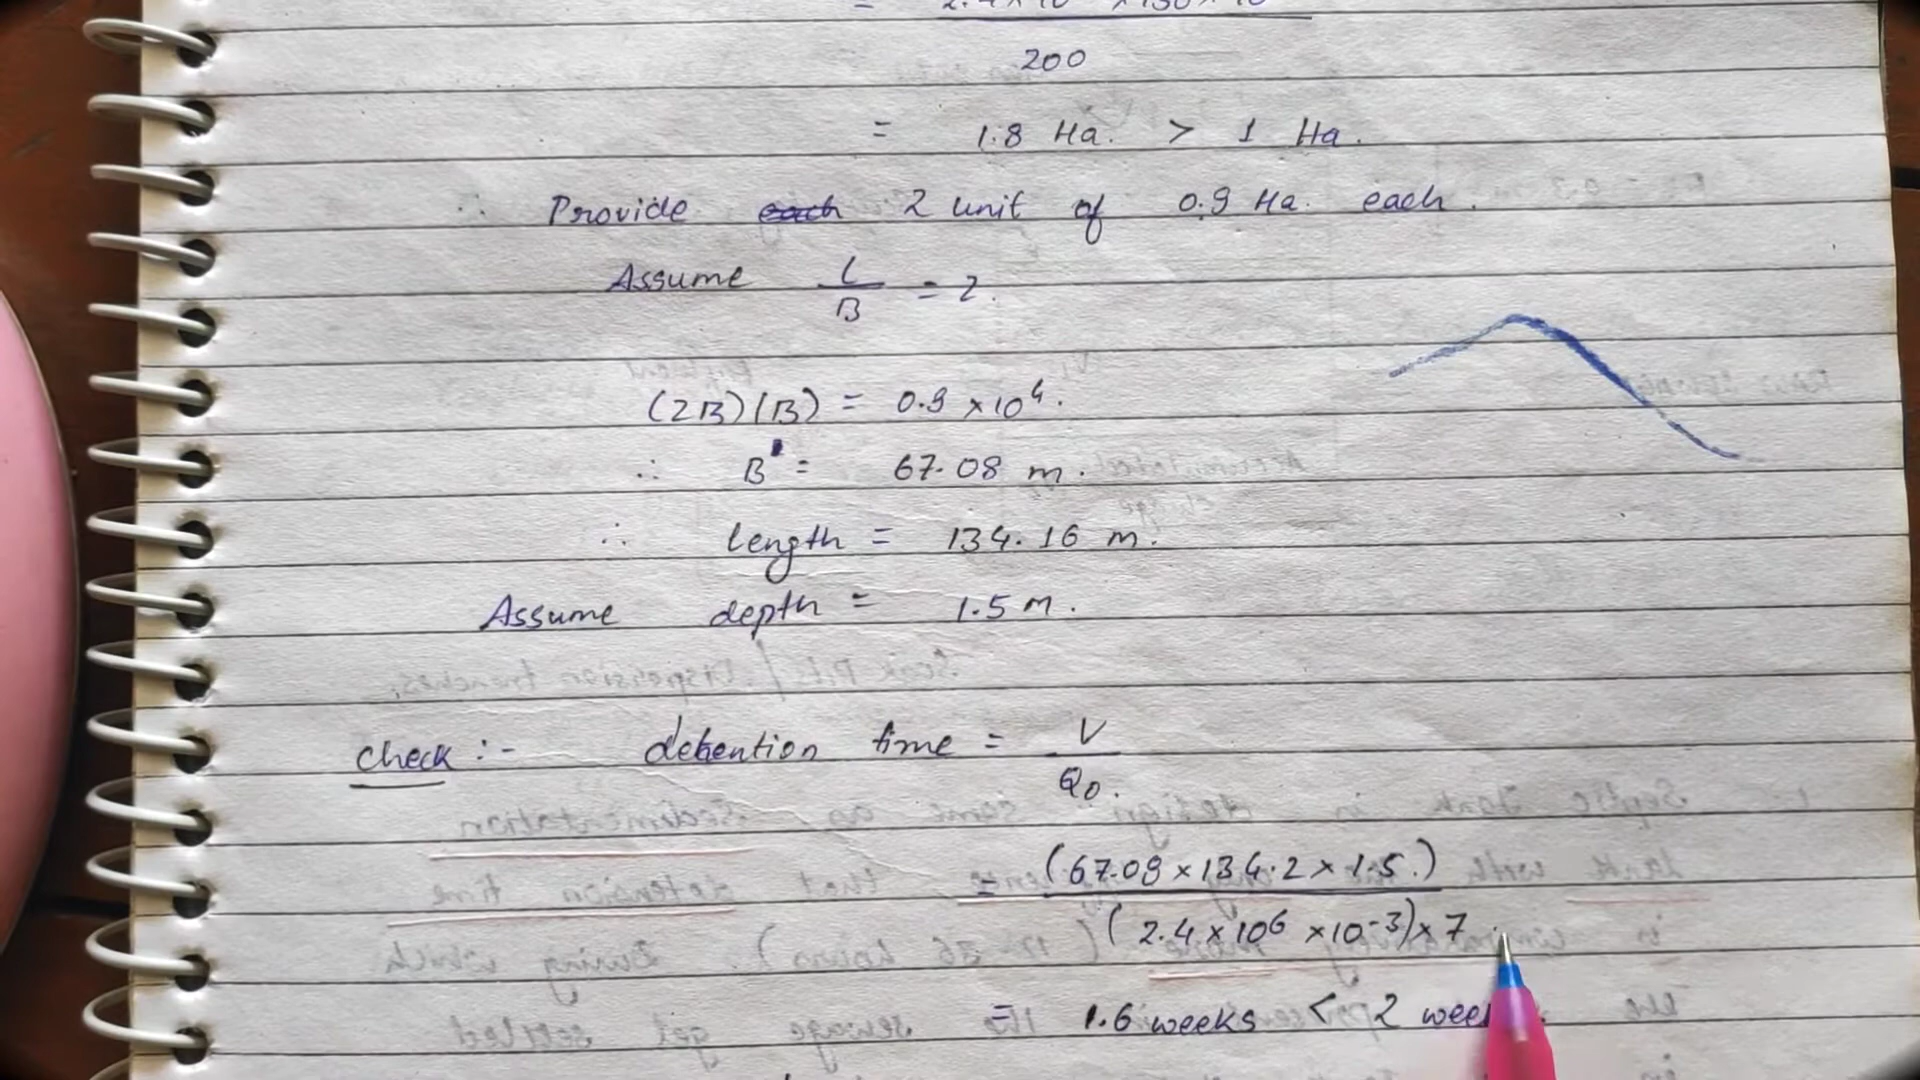 200
= 1.8 Ha. > 1 Ha.
∴ Provide 2 unit of 0.9 Ha. each.
Assume L/B = 2.
(2B)(B) = 0.9 × 10⁴.
∴ B = 67.08 m.
∴ length = 134.16 m.
Assume depth = 1.5 m.
Check :- detention time = V/Q₀.
= (67.08 × 134.2 × 1.5.)
(2.4 × 10⁶ × 10⁻³) × 7
= 1.6 weeks < 2